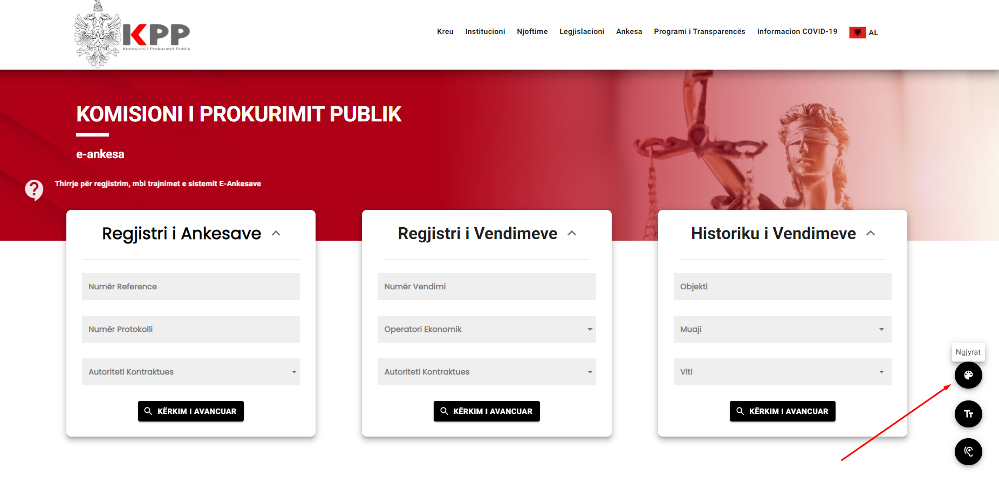 KPP
Komisioni i Prokurimit Publik
Kreu
Institucioni
Njoftime
Legjislacioni
Ankesa
Programi i Transparencës
Informacion COVID-19
AL
KOMISIONI I PROKURIMIT PUBLIK
e-ankesa
Thirrje për regjistrim, mbi trajnimet e sistemit E-Ankesave
Regjistri i Ankesave
Numër Reference
Numër Protokolli
Autoriteti Kontraktues
KËRKIM I AVANCUAR
Regjistri i Vendimeve
Numër Vendimi
Operatori Ekonomik
Autoriteti Kontraktues
KËRKIM I AVANCUAR
Historiku i Vendimeve
Objekti
Muaji
Viti
KËRKIM I AVANCUAR
Ngjyrat